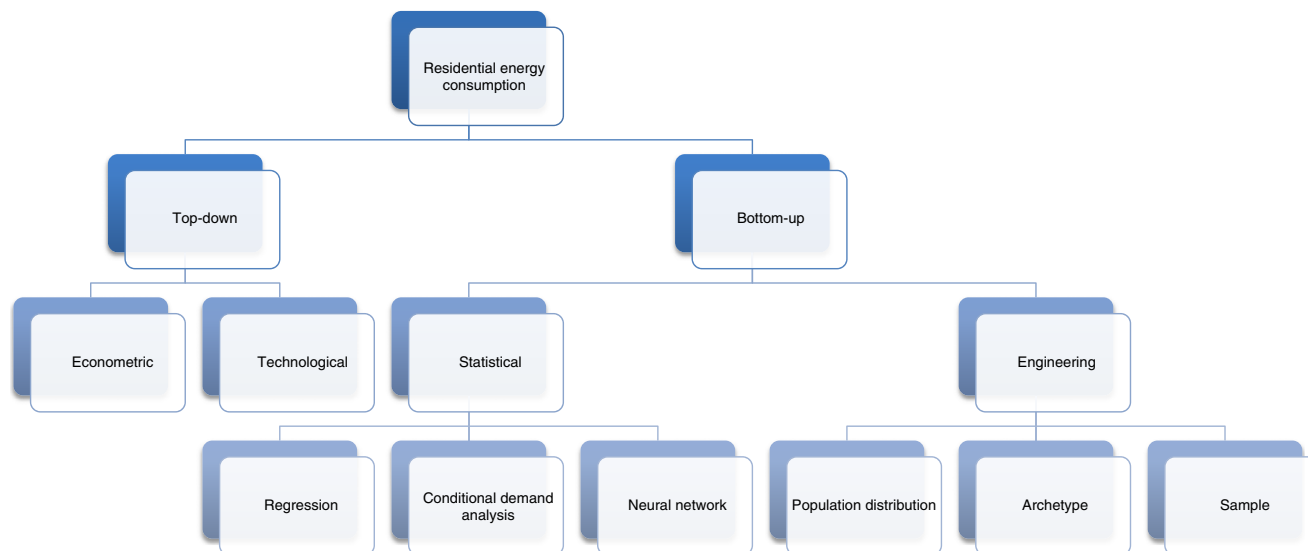 Residential energy
consumption
Top-down
Bottom-up
Econometric
Technological
Statistical
Engineering
Regression
Conditional demand
analysis
Neural network
Population distribution
Archetype
Sample